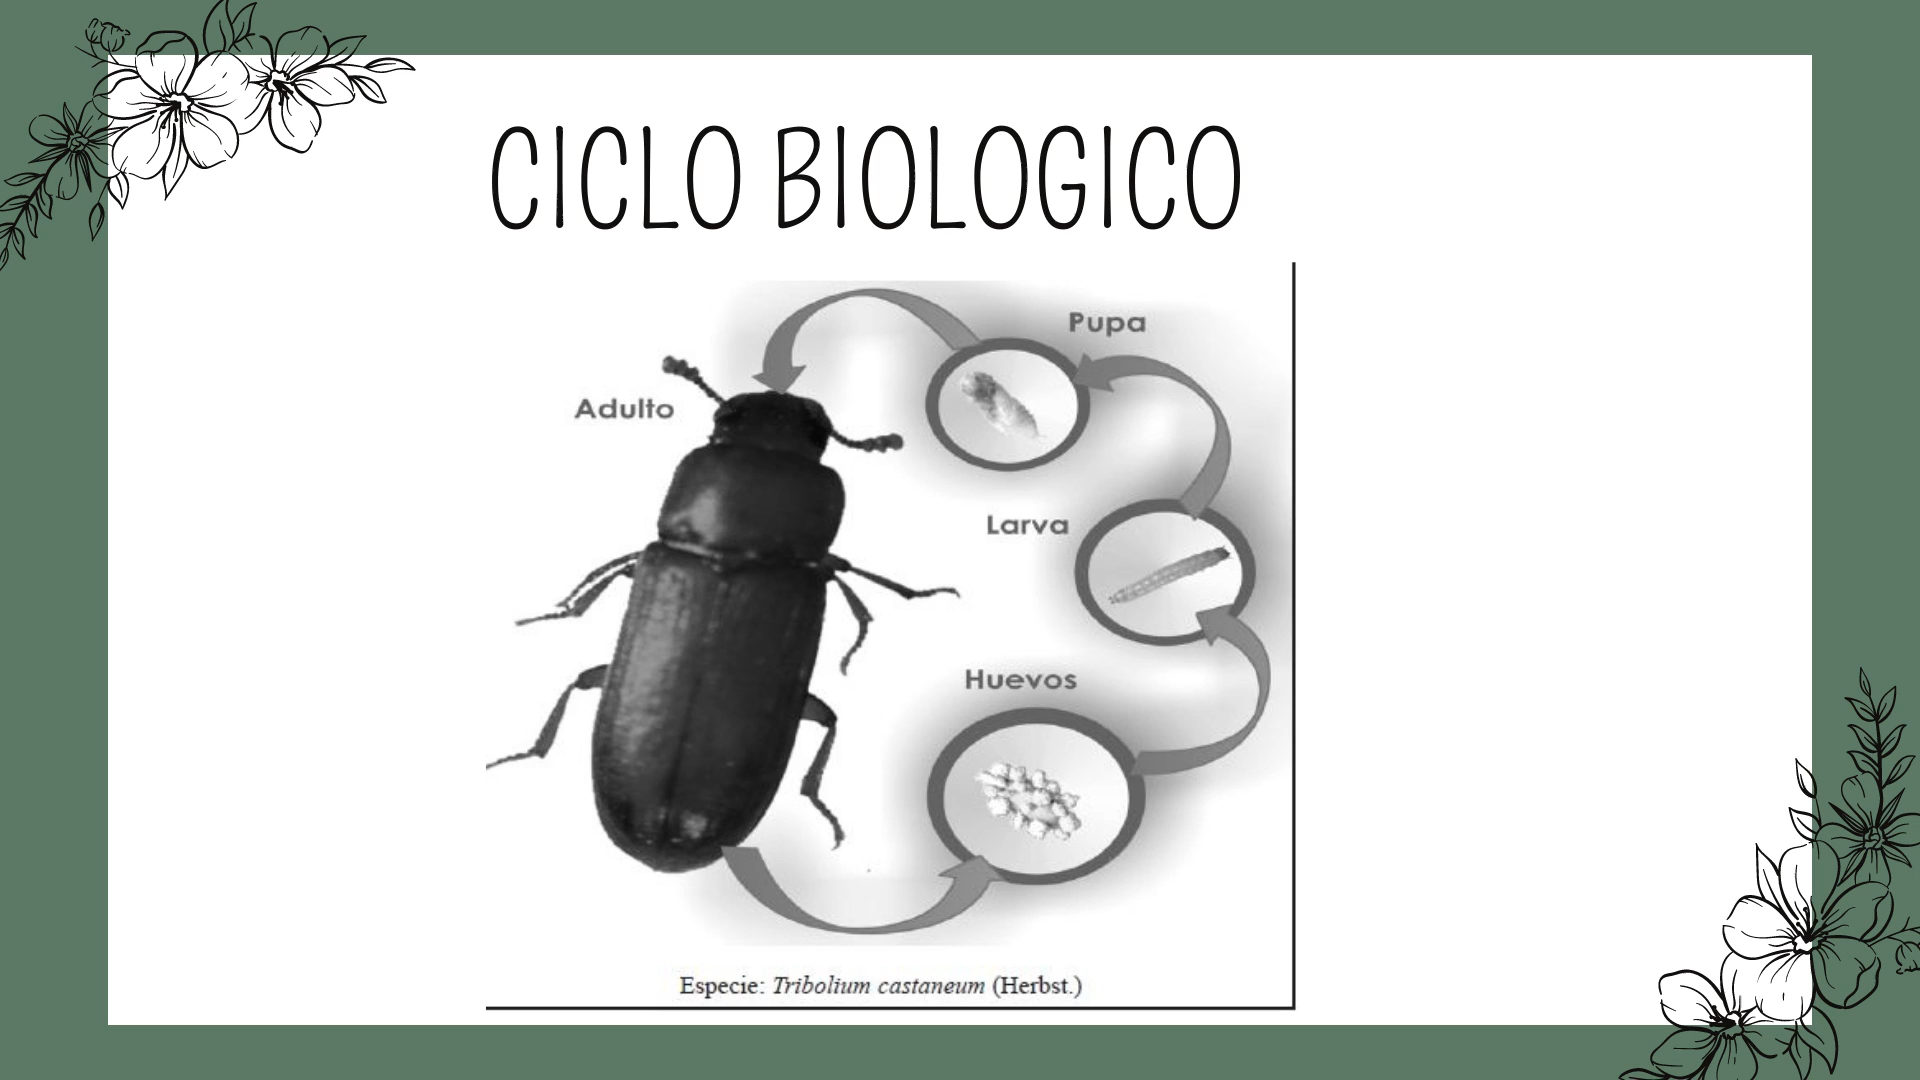 CICLO BIOLOGICO
Pupa
Adulto
Larva
Huevos
Especie: Tribolium castaneum (Herbst.)